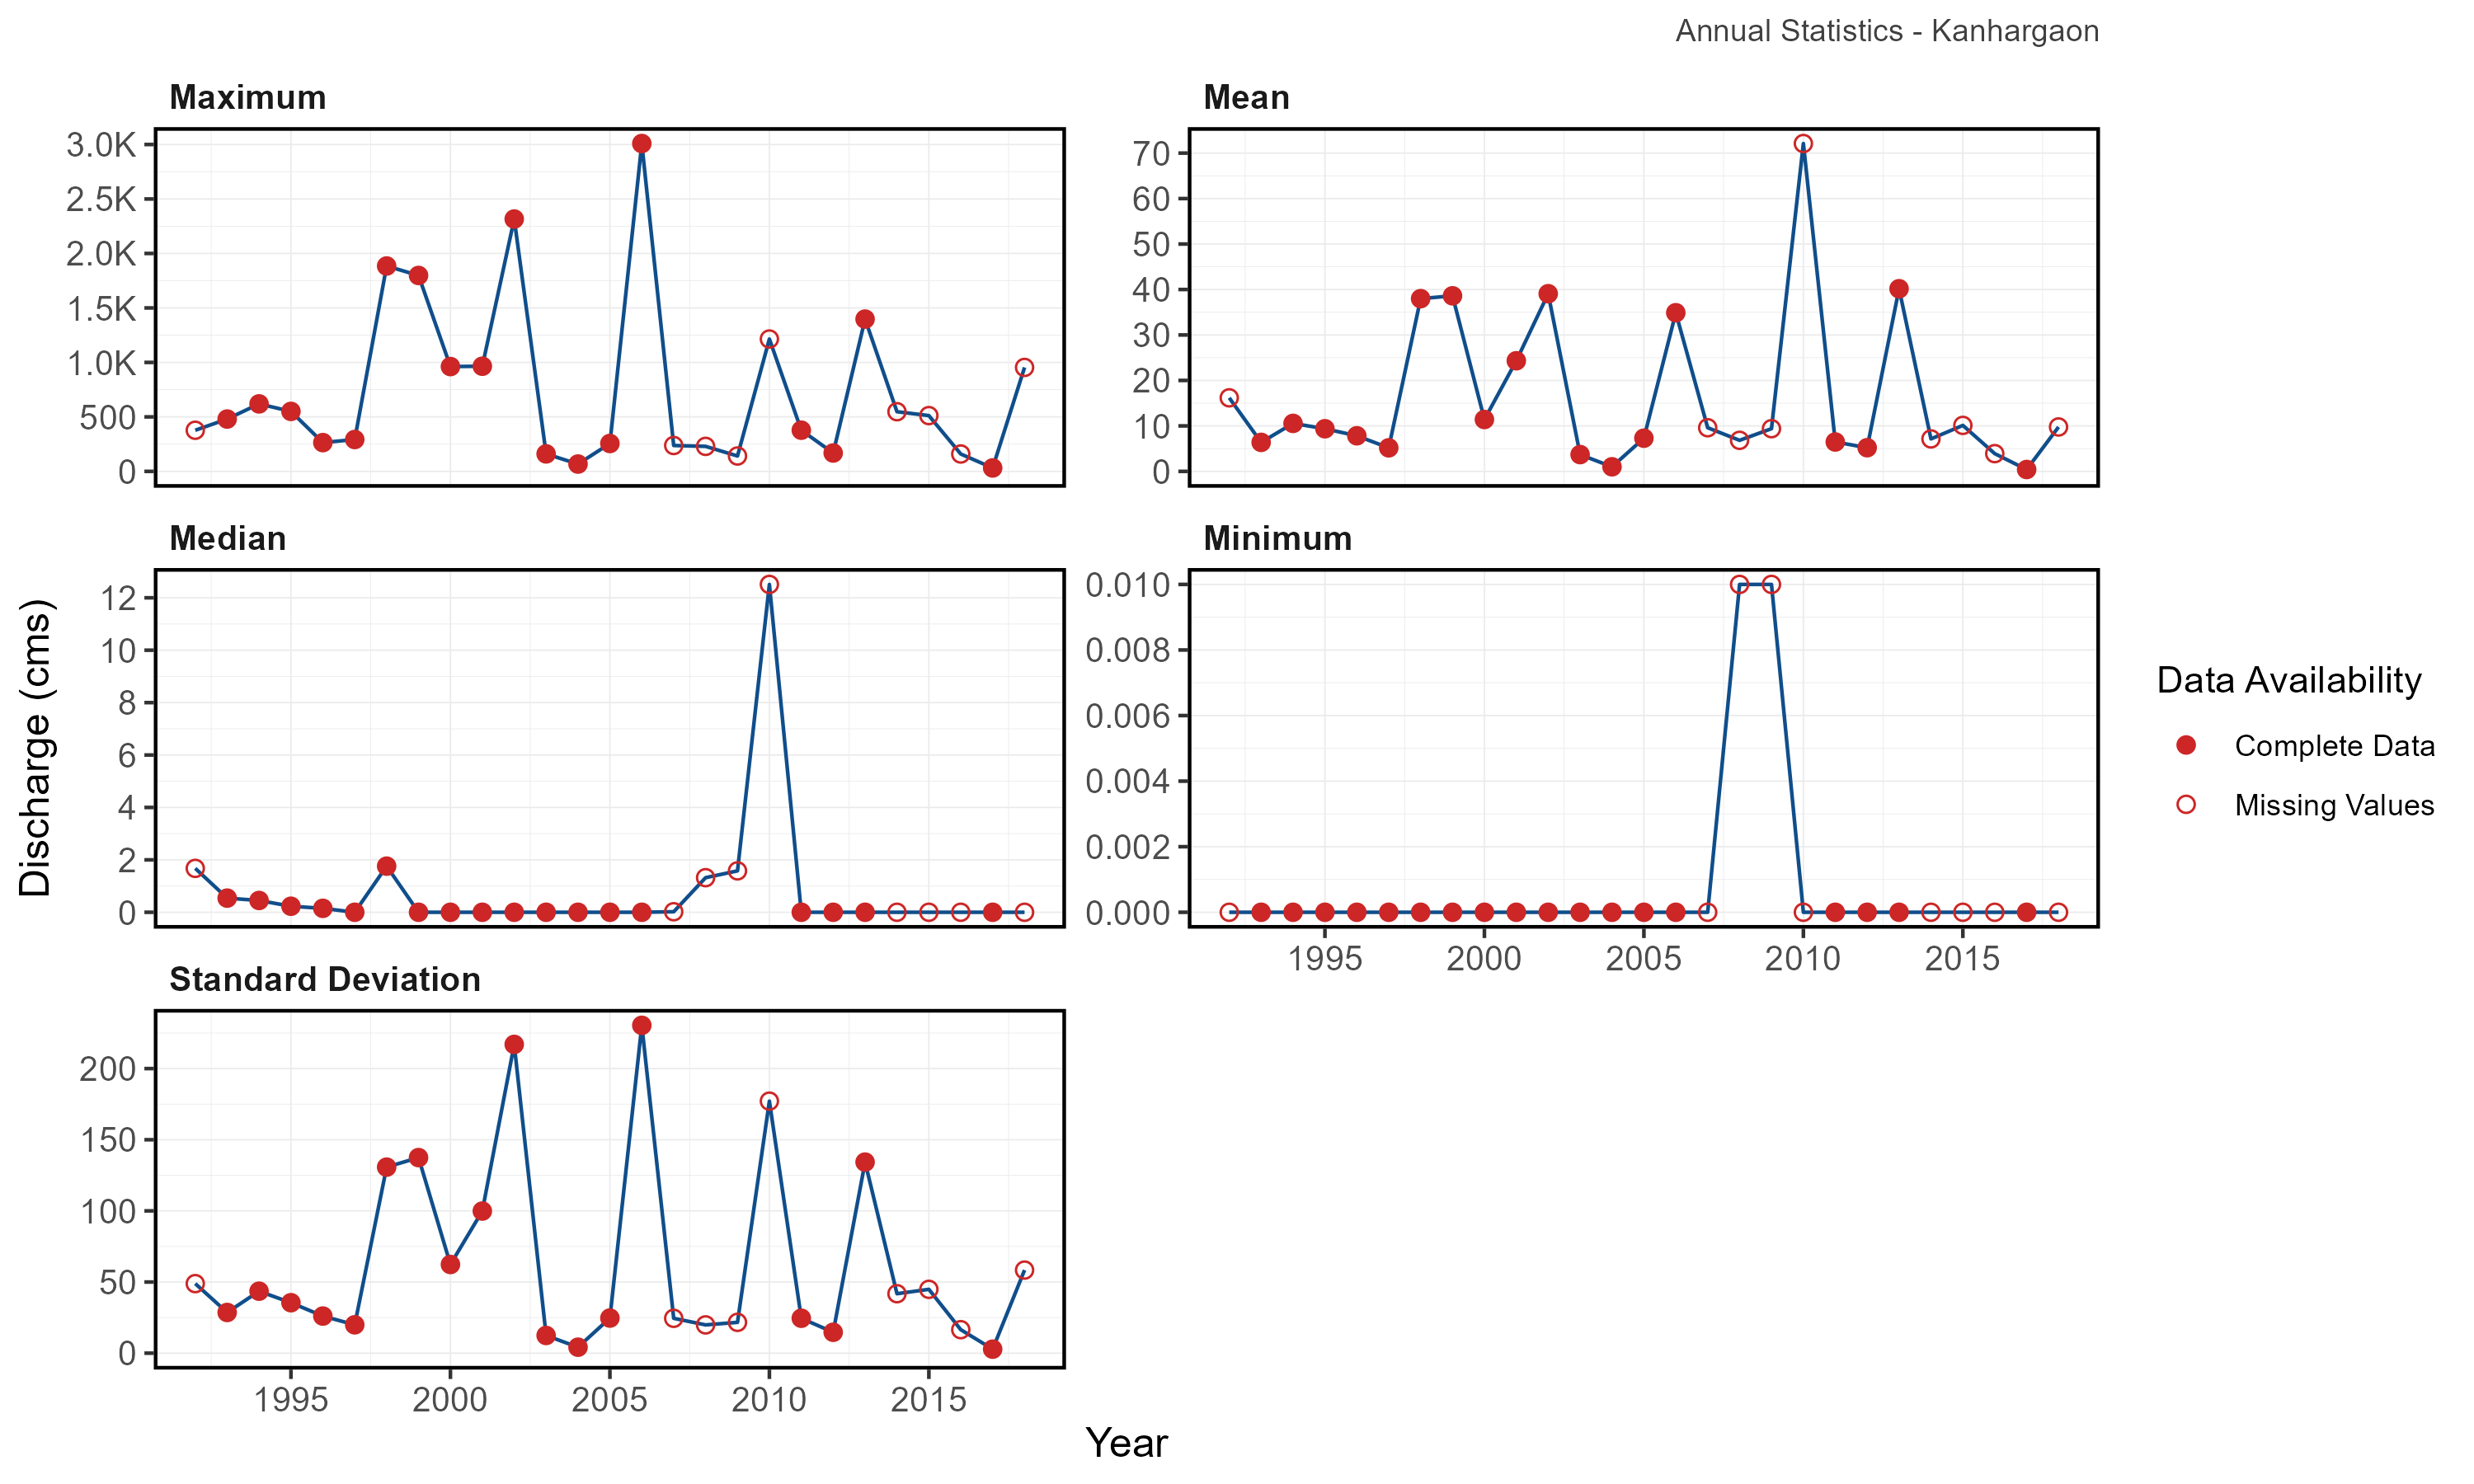 Annual Statistics - Kanhargaon
Maximum
3.0K
2.5K
2.0K
1.5K
1.0K
500
0
Mean
70
60
50
40
30
20
10
0
Discharge (cms)
Median
12
10
8
6
4
2
0
Minimum
0.010
0.008
0.006
0.004
0.002
0.000
1995 2000 2005 2010 2015
Standard Deviation
200
150
100
50
0
1995 2000 2005 2010 2015
Year
Data Availability
Complete Data
Missing Values